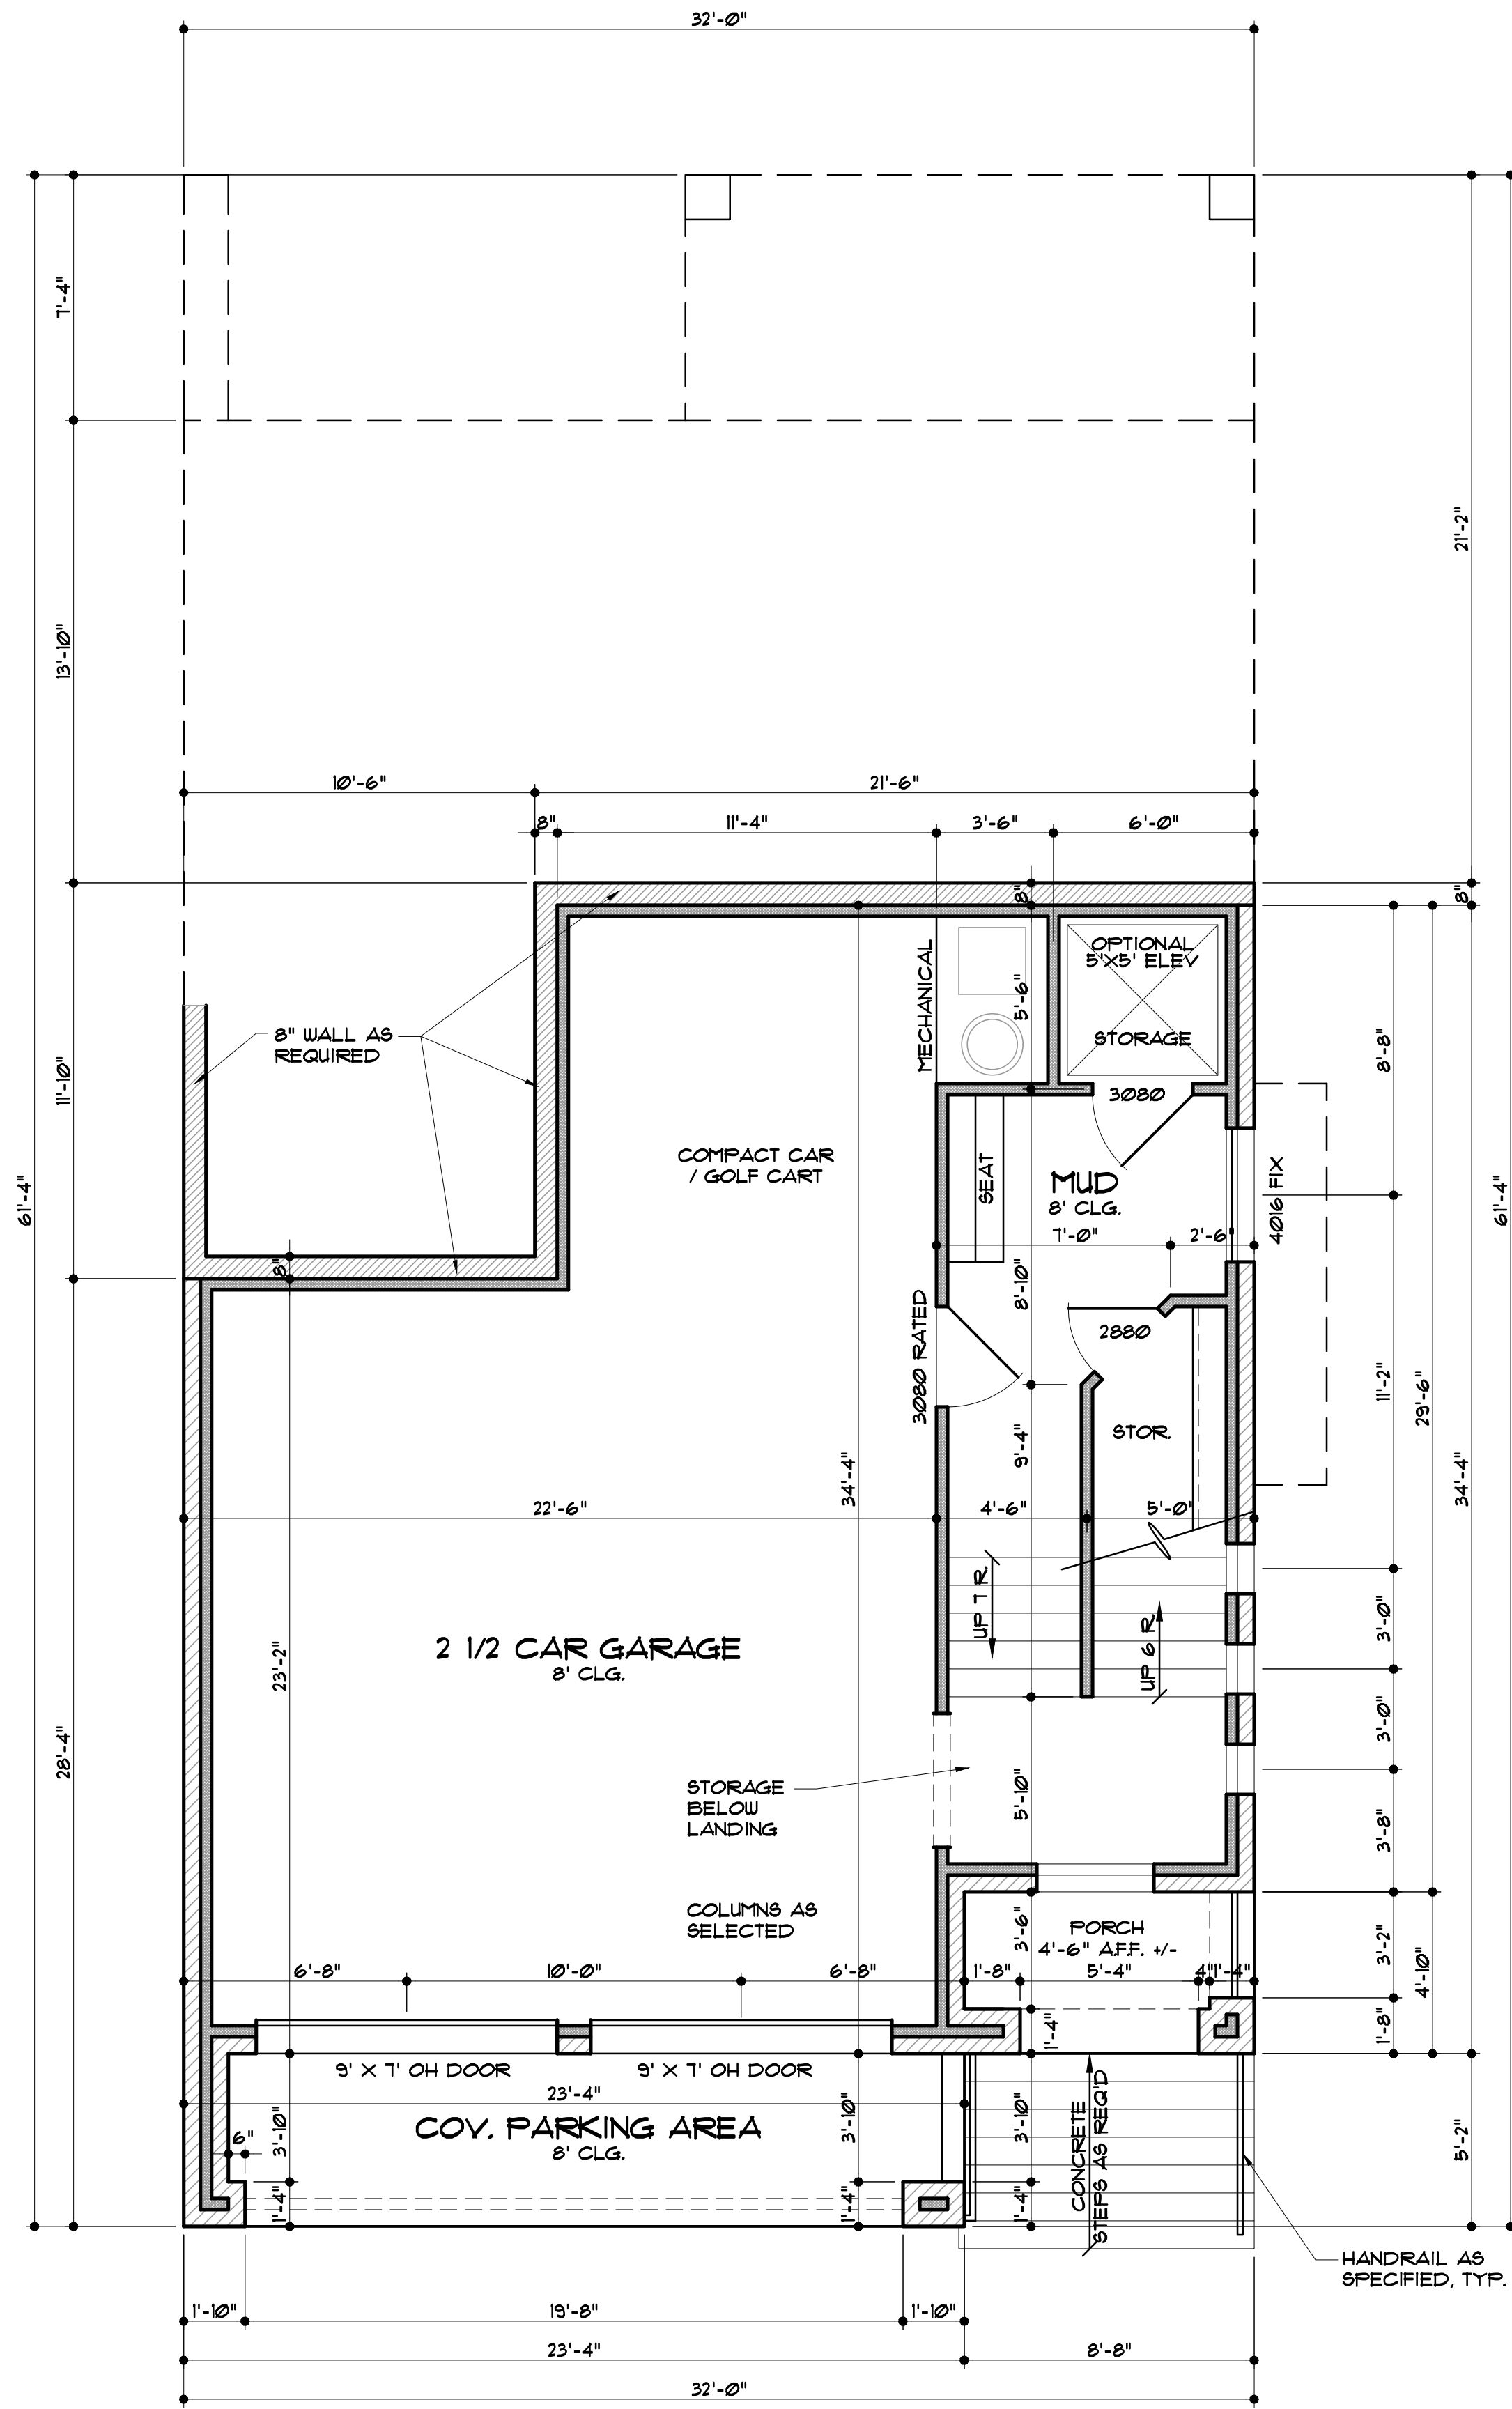 32'-0"
7'-4"
13'-10"
21'-2"
10'-6"
21'-6"
8"
11'-4"
3'-6"
6'-0"
8"
8"
MECHANICAL
OPTIONAL
5'X5' ELEV
5'-6"
STORAGE
8" WALL AS
REQUIRED
8'-8"
11'-10"
3080
COMPACT CAR
/ GOLF CART
SEAT
MUD
8' CLG.
4016 FIX
61'-4"
61'-4"
7'-0"
2'-6"
8"
8'-10"
3080 RATED
2880
11'-2"
29'-6"
STOR.
9'-4"
34'-4"
34'-4"
22'-6"
4'-6"
5'-0"
UP 7 R.
UP 6 R.
3'-0"
2 1/2 CAR GARAGE
8' CLG.
23'-2"
3'-0"
28'-4"
STORAGE
BELOW
LANDING
5'-10"
3'-8"
COLUMNS AS
SELECTED
3'-6"
PORCH
4'-6" A.F.F. +/-
3'-2"
4'-10"
6'-8"
10'-0"
6'-8"
1'-8"
5'-4"
4"
1'-4"
1'-4"
1'-8"
9' X 7' OH DOOR
9' X 7' OH DOOR
23'-4"
COV. PARKING AREA
8' CLG.
6"
3'-10"
3'-10"
3'-10"
CONCRETE
STEPS AS REQ'D
5'-2"
1'-4"
1'-4"
1'-4"
HANDRAIL AS
SPECIFIED, TYP.
1'-10"
19'-8"
1'-10"
23'-4"
8'-8"
32'-0"